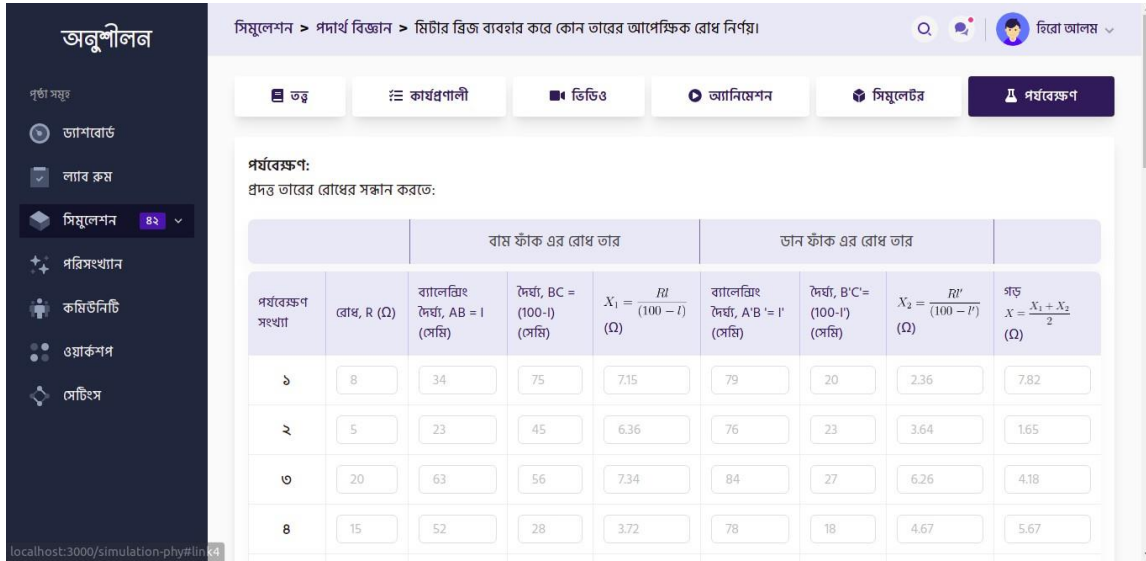 অনুশীলন
সিমুলেশন > পদার্থ বিজ্ঞান > মিটার ব্রিজ ব্যবহার করে কোন তারের আপেক্ষিক রোধ নির্ণয়।
হিরো আলম
পৃষ্ঠা সমূহ
ড্যাশবোর্ড
ল্যাব রুম
সিমুলেশন ৪২
পরিসংখ্যান
কমিউনিটি
ওয়ার্কশপ
সেটিংস
তত্ত্ব কার্যপ্রণালী ভিডিও অ্যানিমেশন সিমুলেটর পর্যবেক্ষণ
পর্যবেক্ষণ:
প্রদত্ত তারের রোধের সন্ধান করতে:
বাম ফাঁক এর রোধ তার ডান ফাঁক এর রোধ তার
পর্যবেক্ষণ সংখ্যা রোধ, R (Ω) ব্যালেন্সিং দৈর্ঘ্য, AB = l (সেমি) দৈর্ঘ্য, BC = (100-l) (সেমি) X₁ = Rl / (100 − l) (Ω) ব্যালেন্সিং দৈর্ঘ্য, A'B '= l' (সেমি) দৈর্ঘ্য, B'C'= (100-l') (সেমি) X₂ = Rl' / (100 − l') (Ω) গড় X = X₁ + X₂ / 2 (Ω)
১ 8 34 75 7.15 79 20 2.36 7.82
২ 5 23 45 6.36 76 23 3.64 1.65
৩ 20 63 56 7.34 84 27 6.26 4.18
৪ 15 52 28 3.72 78 18 4.67 5.67
localhost:3000/simulation-phy#link4